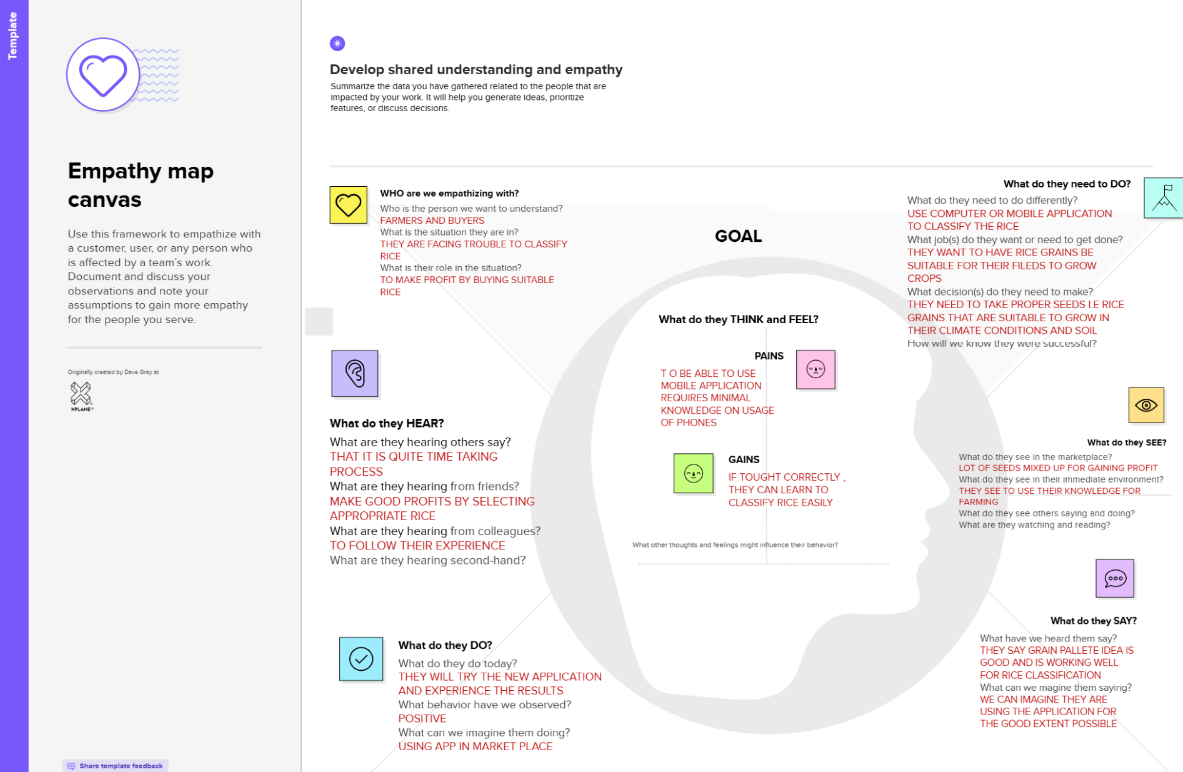 Template
Empathy map
canvas
Use this framework to empathize with
a customer, user, or any person who
is affected by a team's work.
Document and discuss your
observations and note your
assumptions to gain more empathy
for the people you serve.
Originally created by Dave Gray at
XPLANE
Share template feedback
Develop shared understanding and empathy
Summarize the data you have gathered related to the people that are
impacted by your work. It will help you generate ideas, prioritize
features, or discuss decisions.
WHO are we empathizing with?
Who is the person we want to understand?
FARMERS AND BUYERS
What is the situation they are in?
THEY ARE FACING TROUBLE TO CLASSIFY
RICE
What is their role in the situation?
TO MAKE PROFIT BY BUYING SUITABLE
RICE
GOAL
What do they need to DO?
What do they need to do differently?
USE COMPUTER OR MOBILE APPLICATION
TO CLASSIFY THE RICE
What job(s) do they want or need to get done?
THEY WANT TO HAVE RICE GRAINS BE
SUITABLE FOR THEIR FILEDS TO GROW
CROPS
What decision(s) do they need to make?
THEY NEED TO TAKE PROPER SEEDS I.E RICE
GRAINS THAT ARE SUITABLE TO GROW IN
THEIR CLIMATE CONDITIONS AND SOIL
How will we know they were successful?
What do they THINK and FEEL?
PAINS
T O BE ABLE TO USE
MOBILE APPLICATION
REQUIRES MINIMAL
KNOWLEDGE ON USAGE
OF PHONES
GAINS
IF TOUGHT CORRECTLY ,
THEY CAN LEARN TO
CLASSIFY RICE EASILY
What other thoughts and feelings might influence their behavior?
What do they HEAR?
What are they hearing others say?
THAT IT IS QUITE TIME TAKING
PROCESS
What are they hearing from friends?
MAKE GOOD PROFITS BY SELECTING
APPROPRIATE RICE
What are they hearing from colleagues?
TO FOLLOW THEIR EXPERIENCE
What are they hearing second-hand?
What do they SEE?
What do they see in the marketplace?
LOT OF SEEDS MIXED UP FOR GAINING PROFIT
What do they see in their immediate environment?
THEY SEE TO USE THEIR KNOWLEDGE FOR
FARMING
What do they see others saying and doing?
What are they watching and reading?
What do they DO?
What do they do today?
THEY WILL TRY THE NEW APPLICATION
AND EXPERIENCE THE RESULTS
What behavior have we observed?
POSITIVE
What can we imagine them doing?
USING APP IN MARKET PLACE
What do they SAY?
What have we heard them say?
THEY SAY GRAIN PALLETE IDEA IS
GOOD AND IS WORKING WELL
FOR RICE CLASSIFICATION
What can we magine them saying?
WE CAN IMAGINE THEY ARE
USING THE APPLICATION FOR
THE GOOD EXTENT POSSIBLE